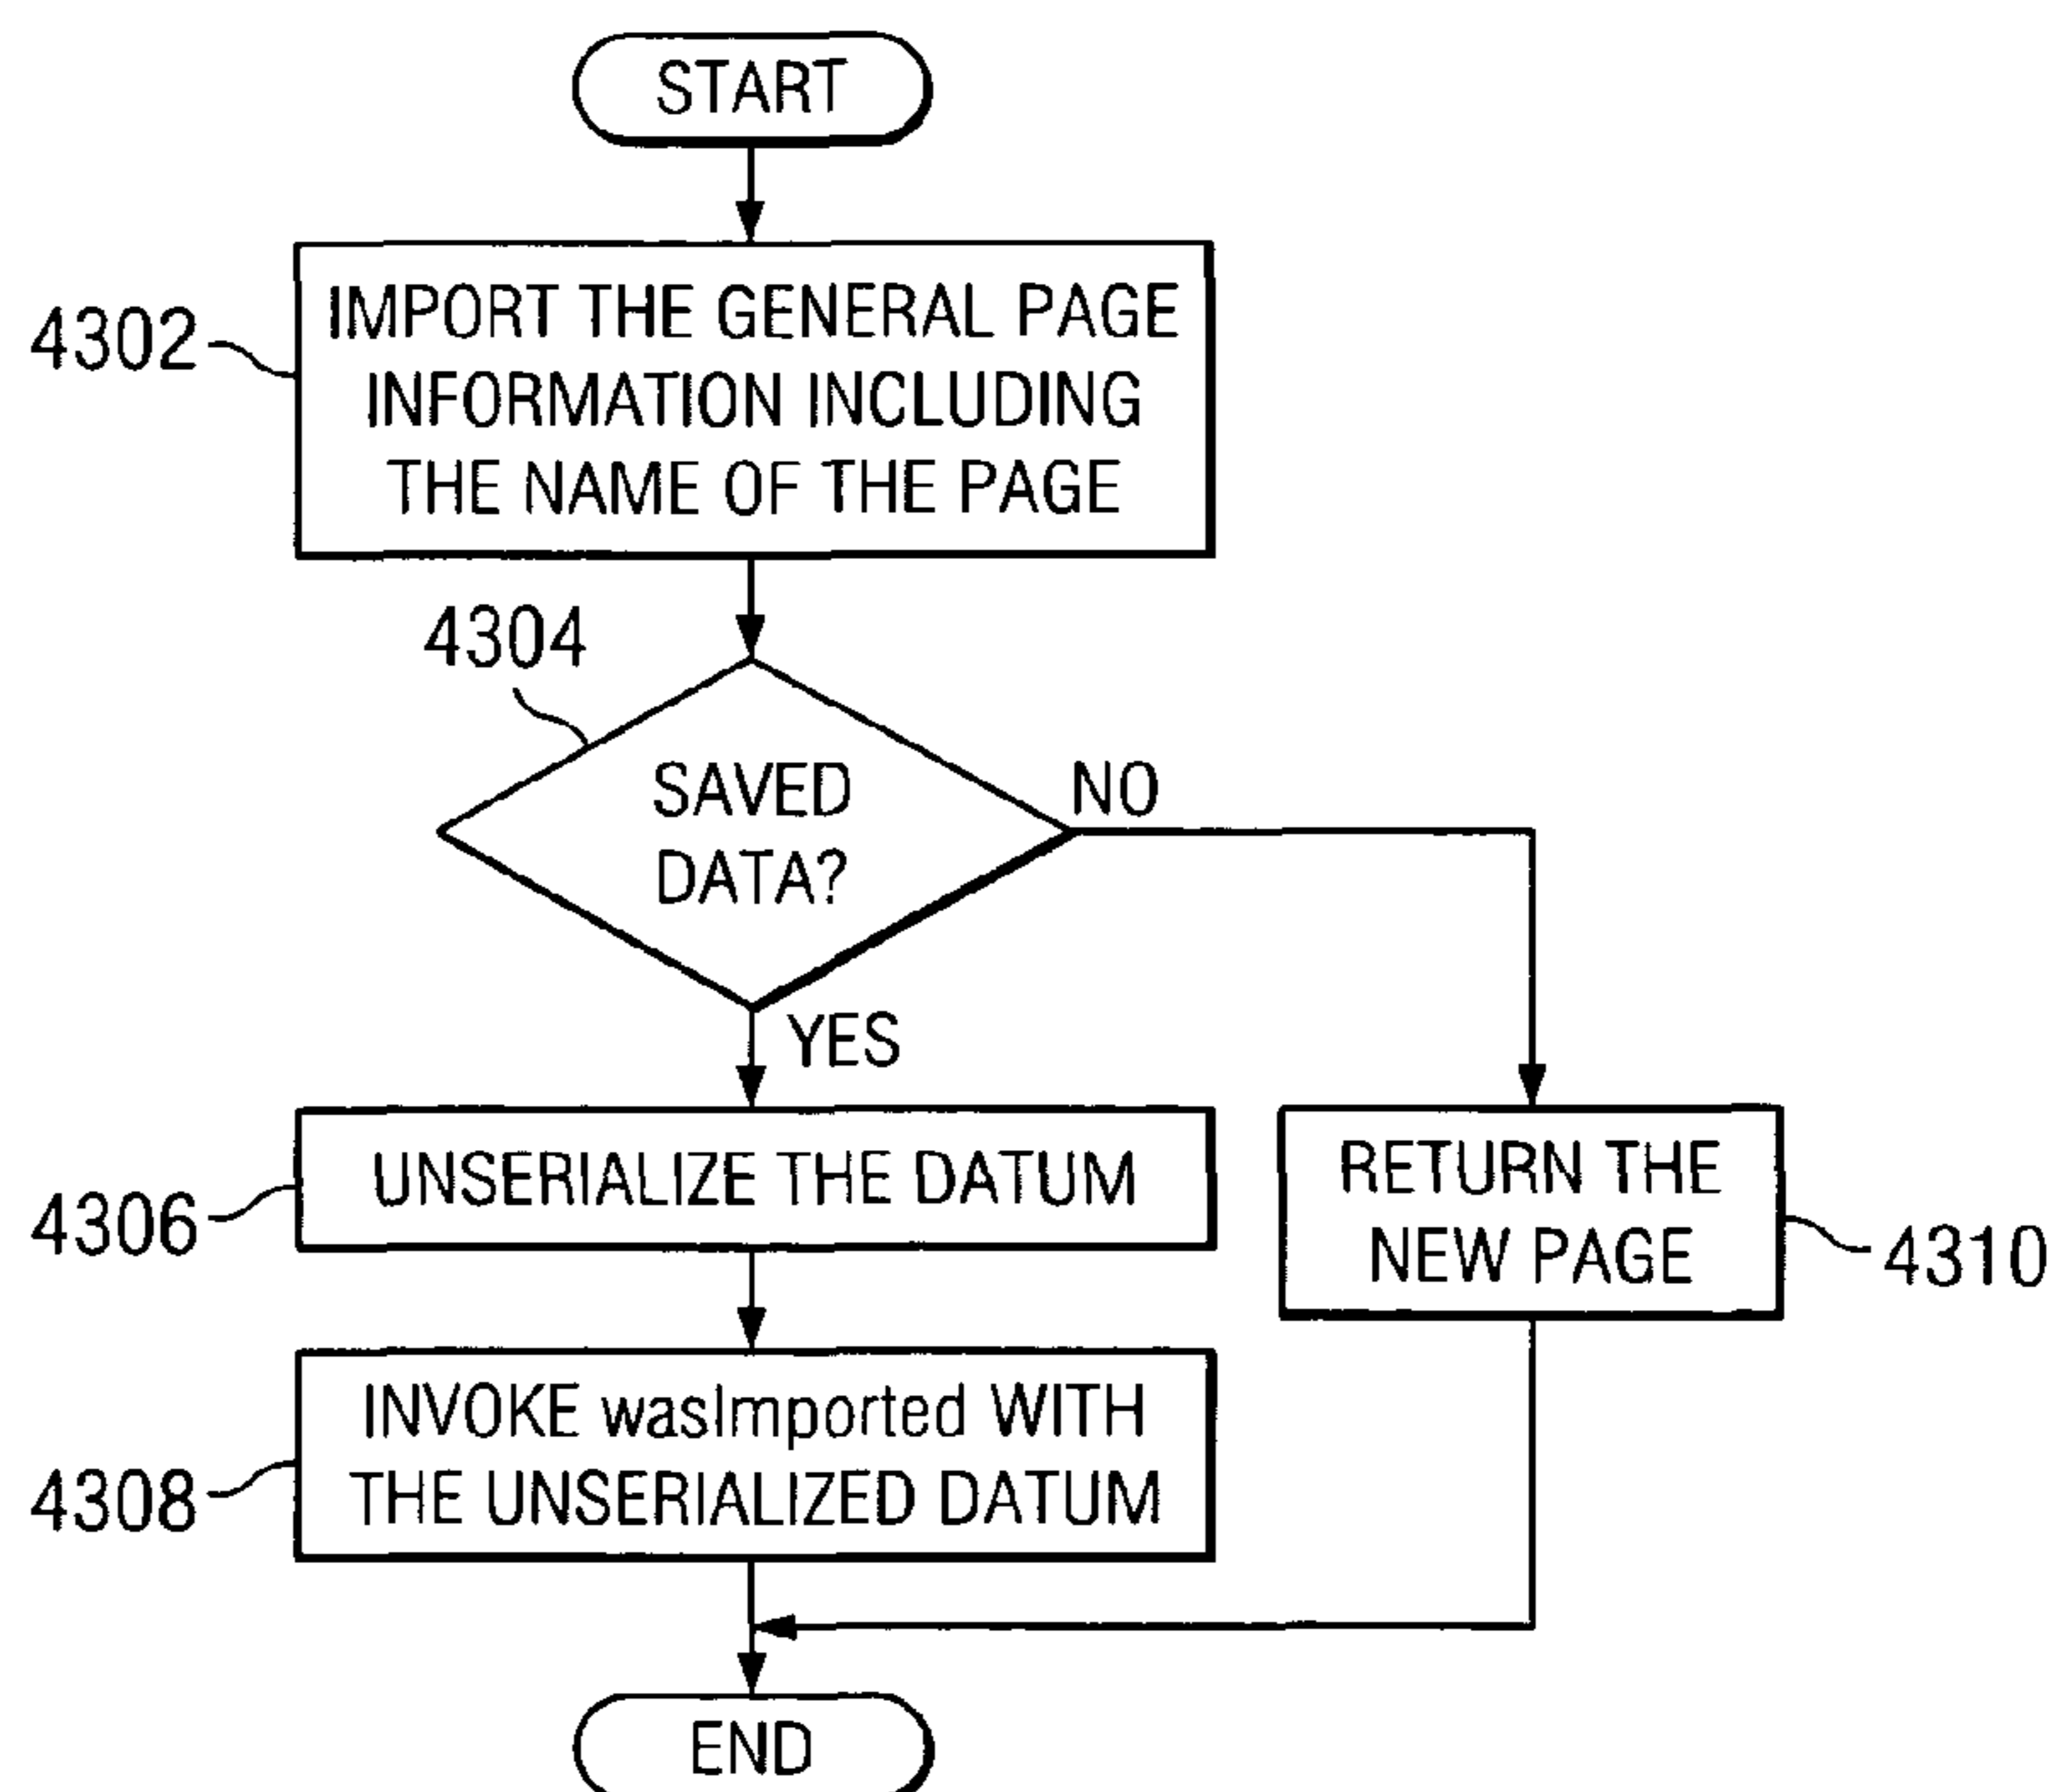 START
4302
IMPORT THE GENERAL PAGE
INFORMATION INCLUDING
THE NAME OF THE PAGE
4304
SAVED
DATA?
NO
YES
4306
UNSERIALIZE THE DATUM
RETURN THE
NEW PAGE
4310
4308
INVOKE wasImported WITH
THE UNSERIALIZED DATUM
END